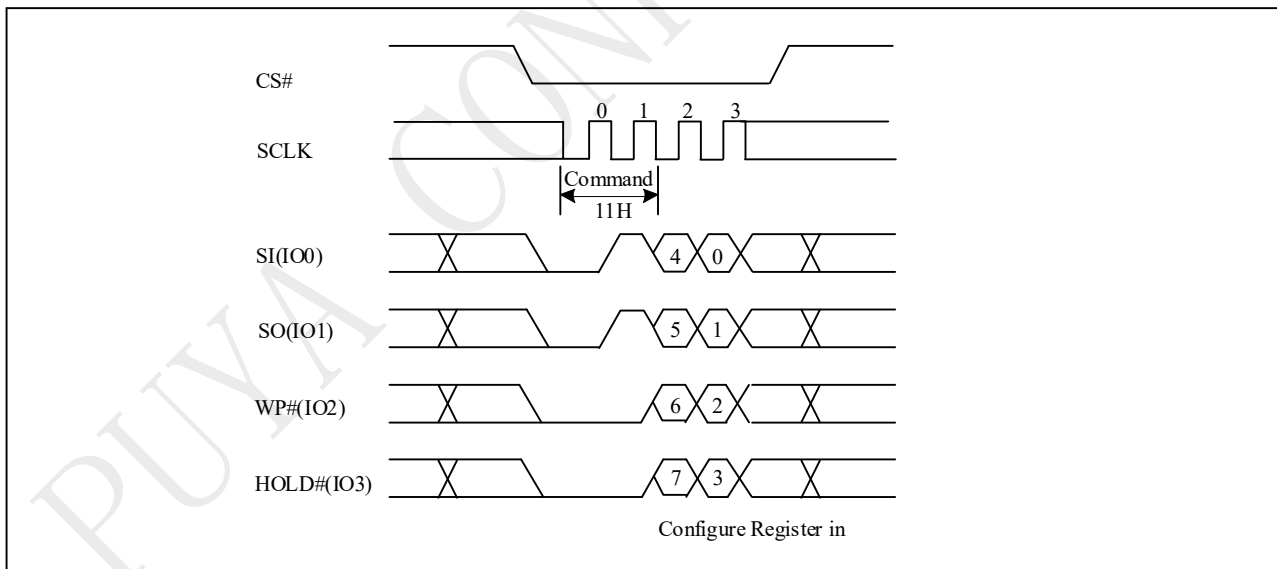 PUYA CONF
CS#
0 1 2 3
SCLK
Command
11H
SI(IO0) 4 0
SO(IO1) 5 1
WP#(IO2) 6 2
HOLD#(IO3) 7 3
Configure Register in